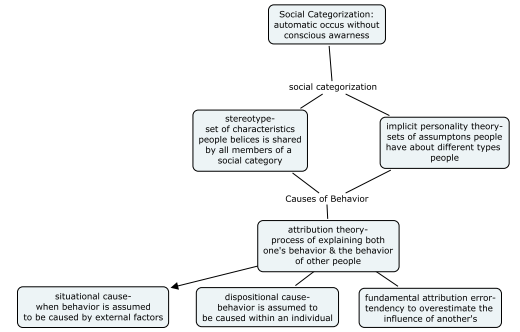 Social Categorization:
automatic occus without
conscious awarness
social categorization
stereotype-
set of characteristics
people belices is shared
by all members of a
social category
implicit personality theory-
sets of assumptons people
have about different types
people
Causes of Behavior
attribution theory-
process of explaining both
one's behavior & the behavior
of other people
situational cause-
when behavior is assumed
to be caused by external factors
dispositional cause-
behavior is assumed to
be caused within an individual
fundamental attribution error-
tendency to overestimate the
influence of another's